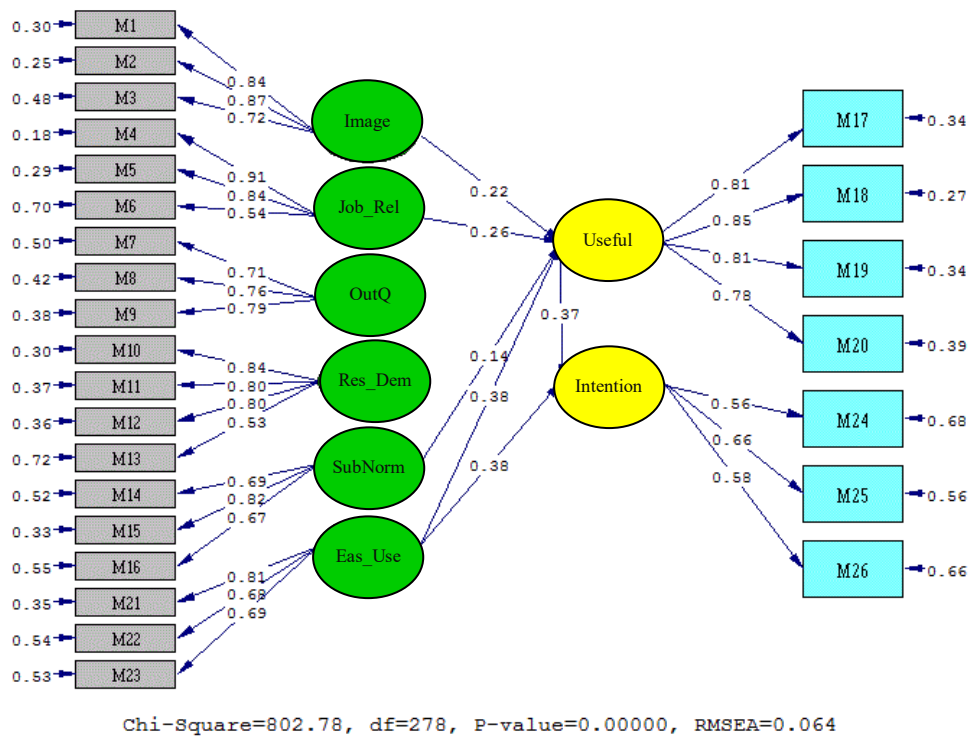 0.30 M1
0.25 M2
0.48 M3
0.18 M4
0.29 M5
0.70 M6
0.50 M7
0.42 M8
0.38 M9
0.30 M10
0.37 M11
0.36 M12
0.72 M13
0.52 M14
0.33 M15
0.55 M16
0.35 M21
0.54 M22
0.53 M23
0.84
0.87
0.72
0.91
0.84
0.54
0.71
0.76
0.79
0.84
0.80
0.80
0.53
0.69
0.82
0.67
0.81
0.68
0.69
Image
Job_Rel
OutQ
Res_Dem
SubNorm
Eas_Use
0.22
0.26
0.14
0.38
0.38
0.37
Useful
Intention
0.81
0.85
0.81
0.78
0.56
0.66
0.58
M17 0.34
M18 0.27
M19 0.34
M20 0.39
M24 0.68
M25 0.56
M26 0.66
Chi-Square=802.78, df=278, P-value=0.00000, RMSEA=0.064